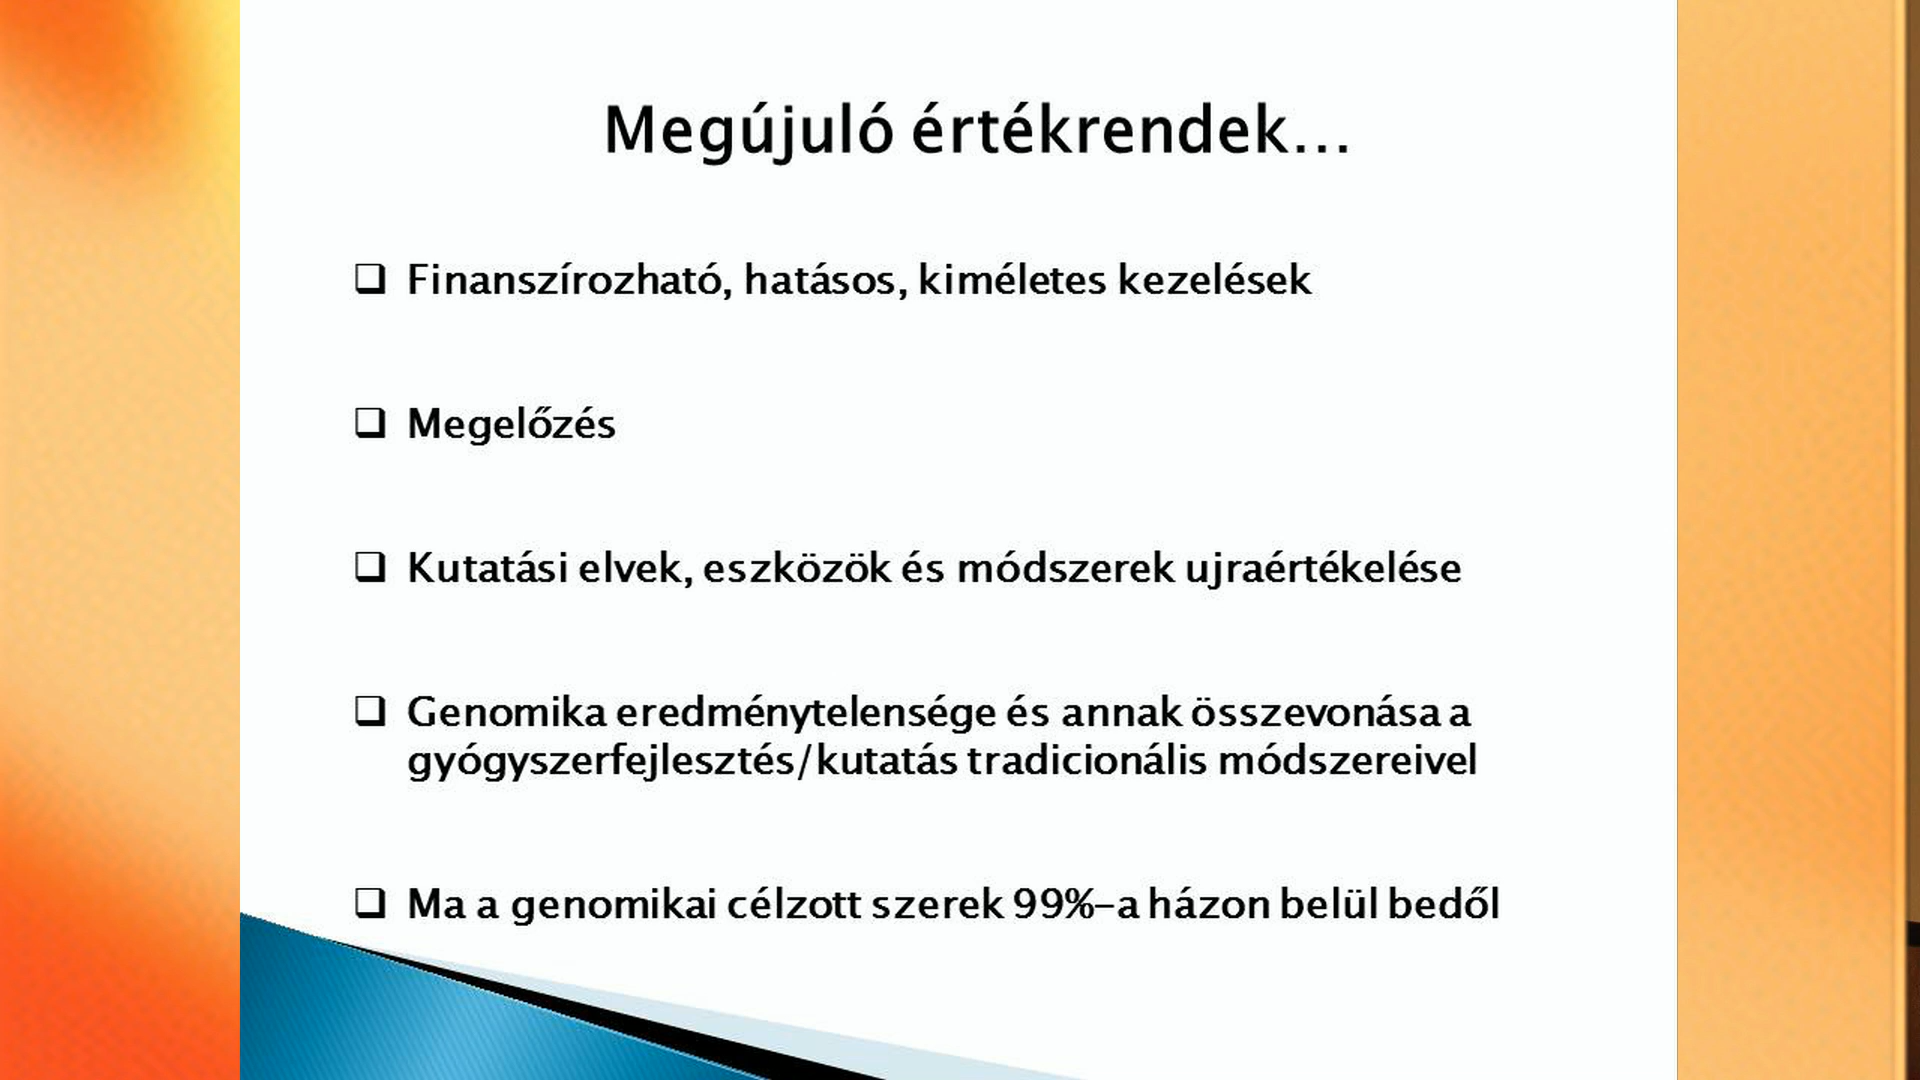 Megújuló értékrendek...
Finanszírozható, hatásos, kiméletes kezelések
Megelőzés
Kutatási elvek, eszközök és módszerek ujraértékelése
Genomika eredménytelensége és annak összevonása a
gyógyszerfejlesztés/kutatás tradicionális módszereivel
Ma a genomikai célzott szerek 99%-a házon belül bedől